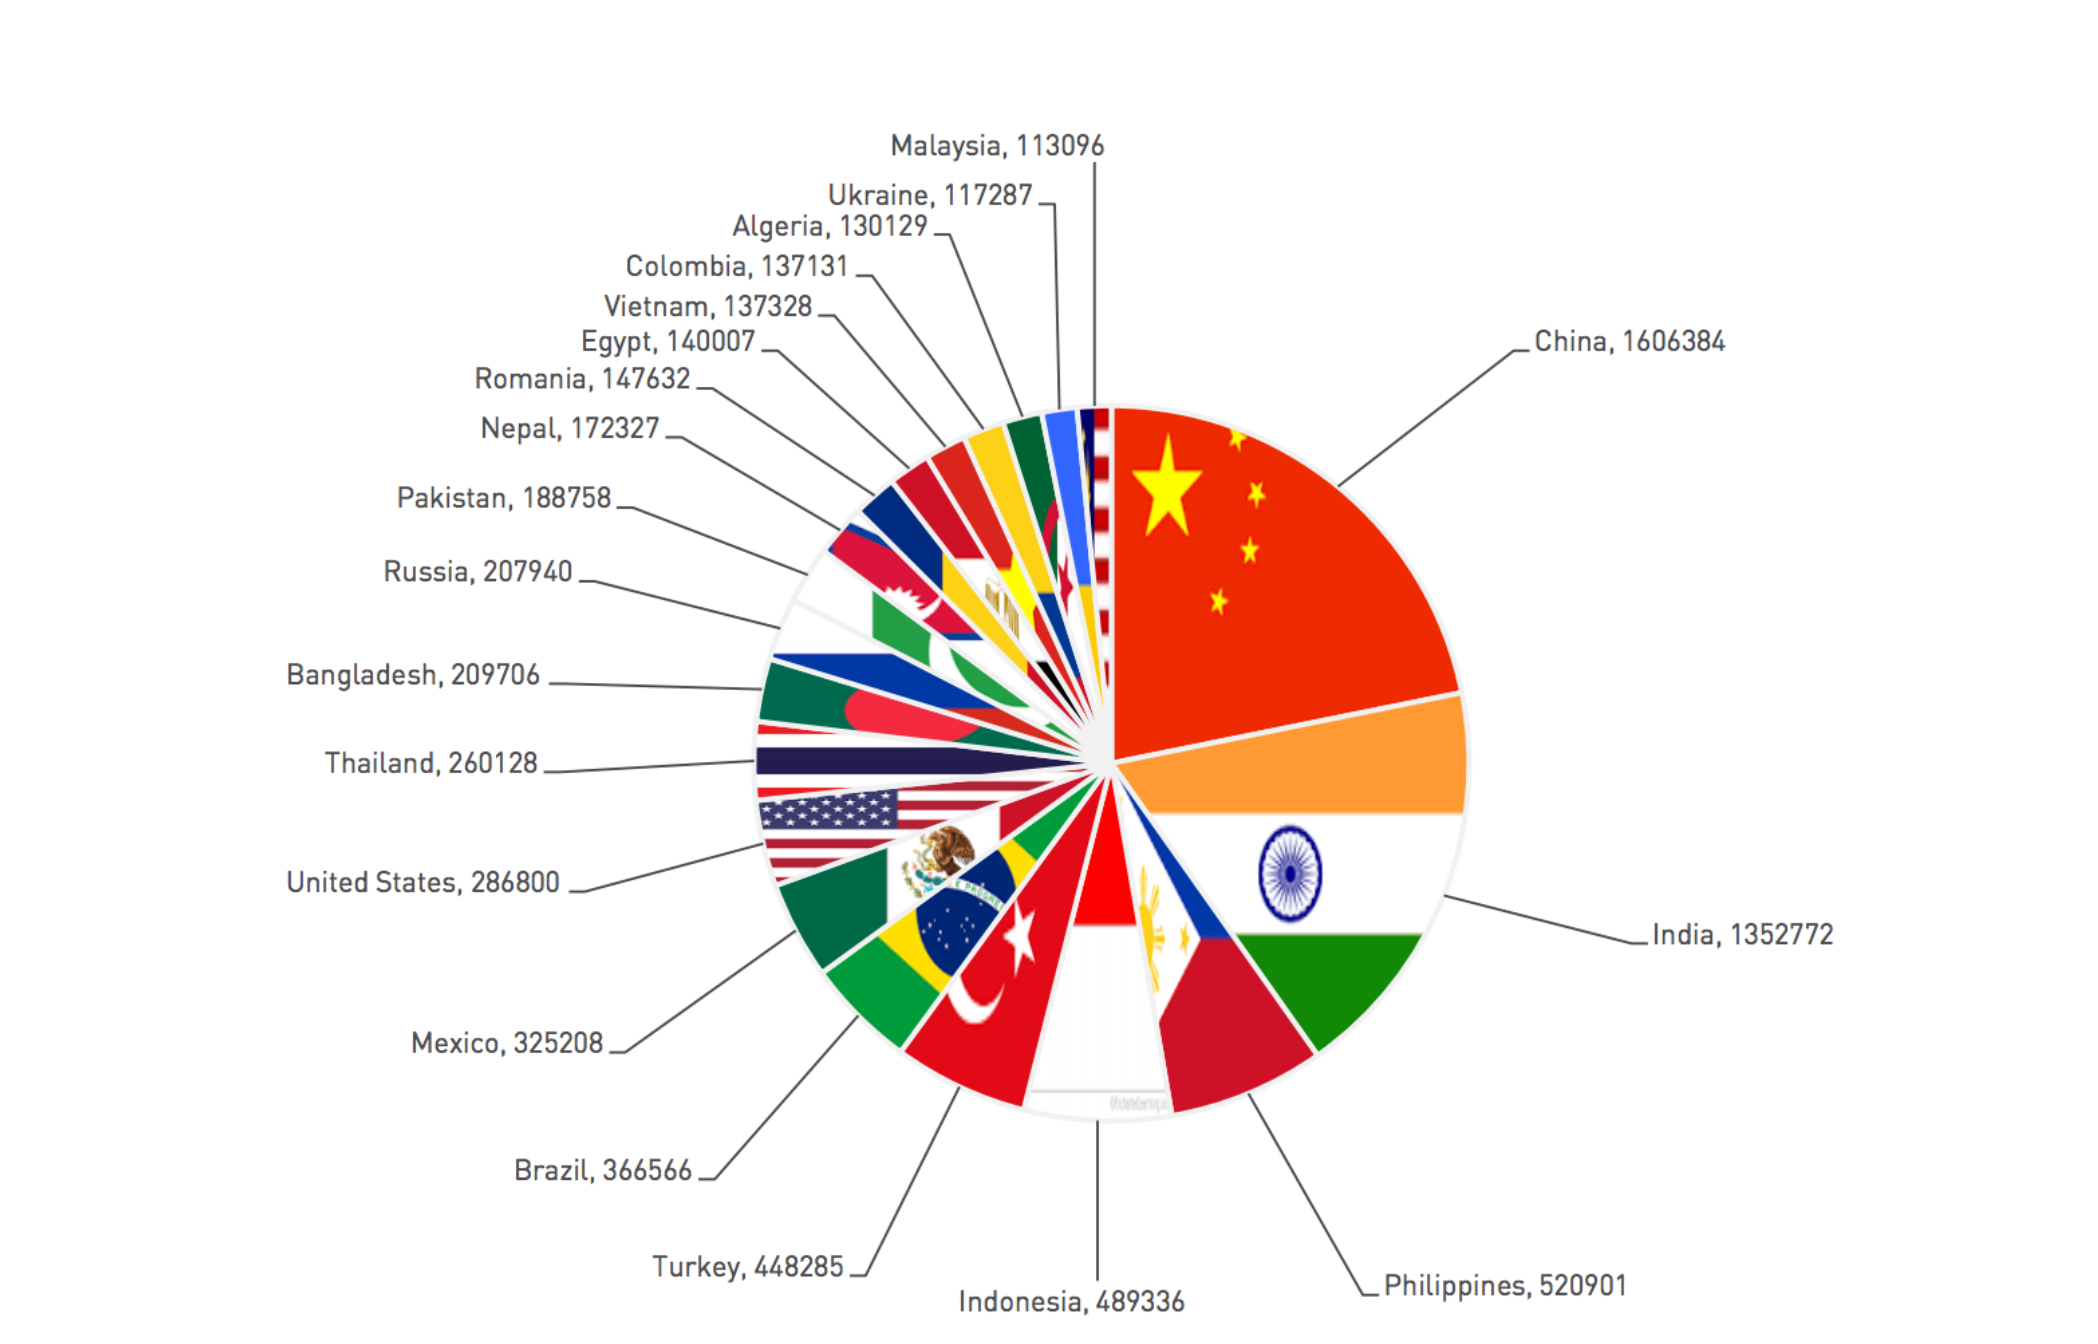 Malaysia, 113096
Ukraine, 117287
Algeria, 130129
Colombia, 137131
Vietnam, 137328
Egypt, 140007
Romania, 147632
Nepal, 172327
Pakistan, 188758
Russia, 207940
Bangladesh, 209706
Thailand, 260128
United States, 286800
Mexico, 325208
Brazil, 366566
Turkey, 448285
Indonesia, 489336
Philippines, 520901
India, 1352772
China, 1606384
E PROGRE